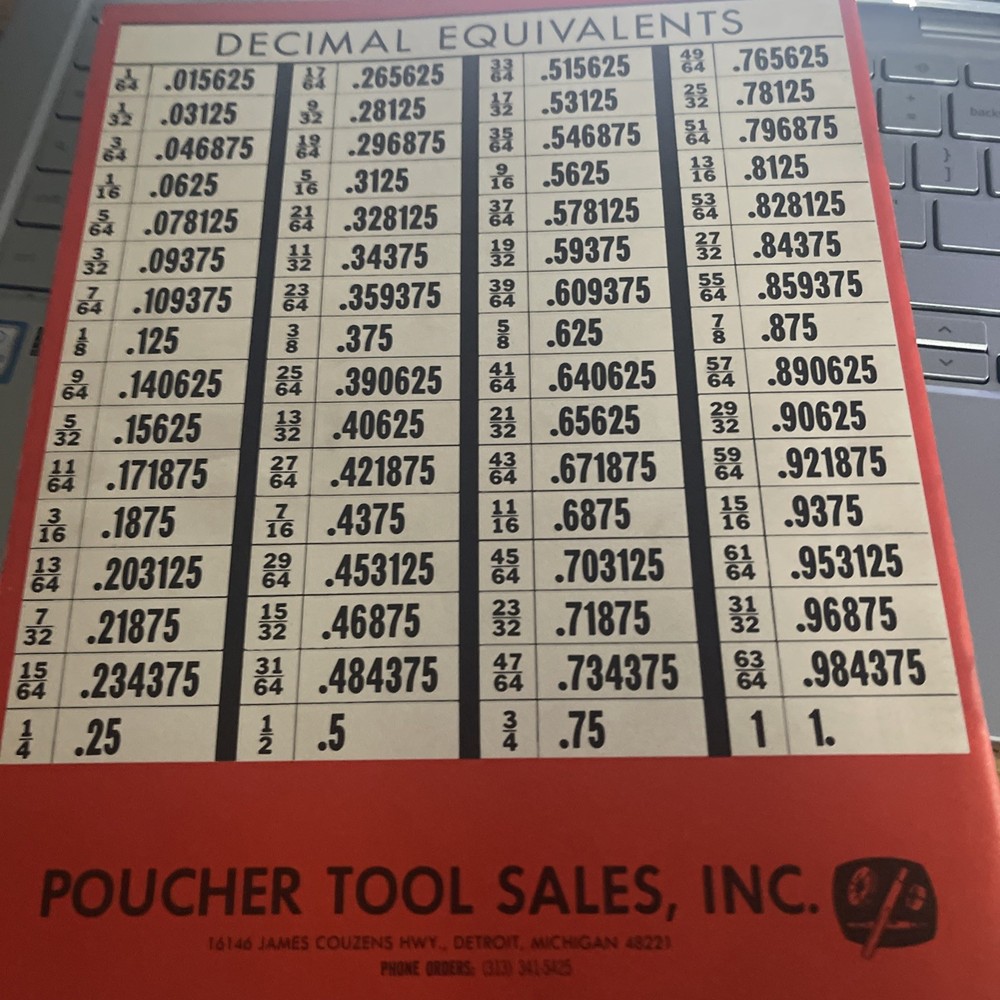 DECIMAL EQUIVALENTS
1/64 .015625 17/64 .265625 33/64 .515625 49/64 .765625
1/32 .03125 9/32 .28125 17/32 .53125 25/32 .78125
3/64 .046875 19/64 .296875 35/64 .546875 51/64 .796875
1/16 .0625 5/16 .3125 9/16 .5625 13/16 .8125
5/64 .078125 21/64 .328125 37/64 .578125 53/64 .828125
3/32 .09375 11/32 .34375 19/32 .59375 27/32 .84375
7/64 .109375 23/64 .359375 39/64 .609375 55/64 .859375
1/8 .125 3/8 .375 5/8 .625 7/8 .875
9/64 .140625 25/64 .390625 41/64 .640625 57/64 .890625
5/32 .15625 13/32 .40625 21/32 .65625 29/32 .90625
11/64 .171875 27/64 .421875 43/64 .671875 59/64 .921875
3/16 .1875 7/16 .4375 11/16 .6875 15/16 .9375
13/64 .203125 29/64 .453125 45/64 .703125 61/64 .953125
7/32 .21875 15/32 .46875 23/32 .71875 31/32 .96875
15/64 .234375 31/64 .484375 47/64 .734375 63/64 .984375
1/4 .25 1/2 .5 3/4 .75 1 1.
POUCHER TOOL SALES, INC.
16146 JAMES COUZENS HWY., DETROIT, MICHIGAN 48221
PHONE ORDERS: (313) 341-5425
back